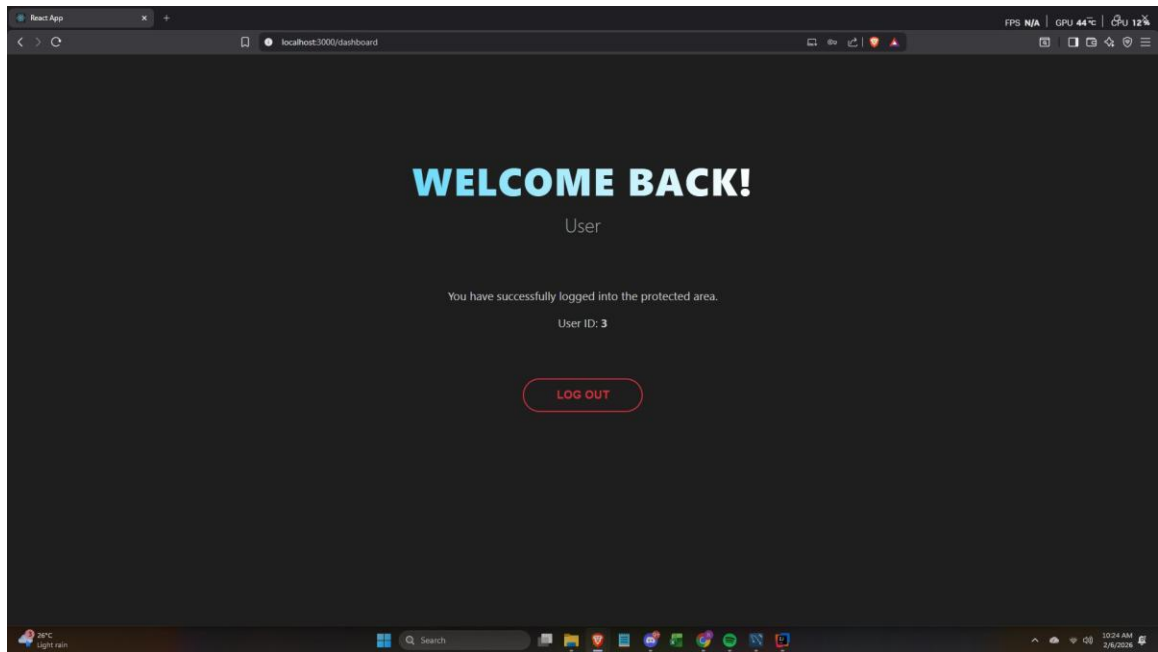 React App
FPS N/A | GPU 44°C | CPU 12%
localhost:3000/dashboard
WELCOME BACK!
User
You have successfully logged into the protected area.
User ID: 3
LOG OUT
26°C
Light rain
Search
10:24 AM
2/6/2026